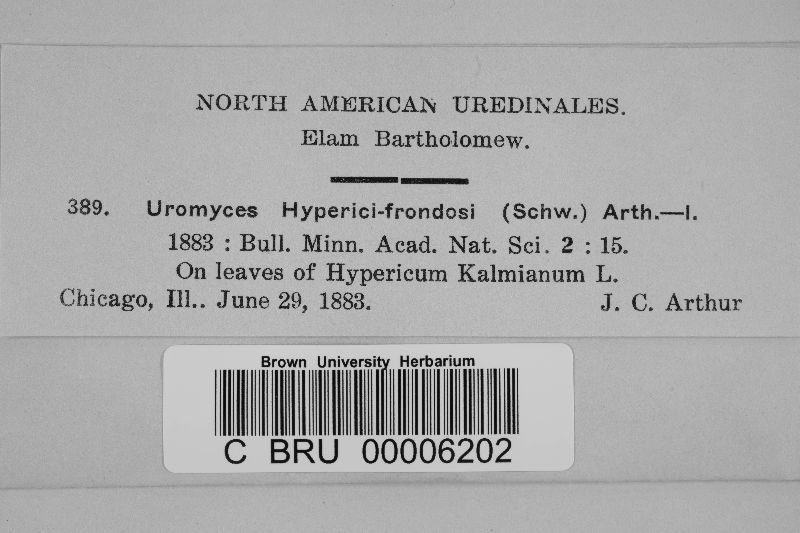 NORTH AMERICAN UREDINALES.
Elam Bartholomew.
389. Uromyces Hyperici-frondosi (Schw.) Arth.—I.
1883 : Bull. Minn. Acad. Nat. Sci. 2 : 15.
On leaves of Hypericum Kalmianum L.
Chicago, Ill.. June 29, 1883. J. C. Arthur
Brown University Herbarium
C BRU 00006202